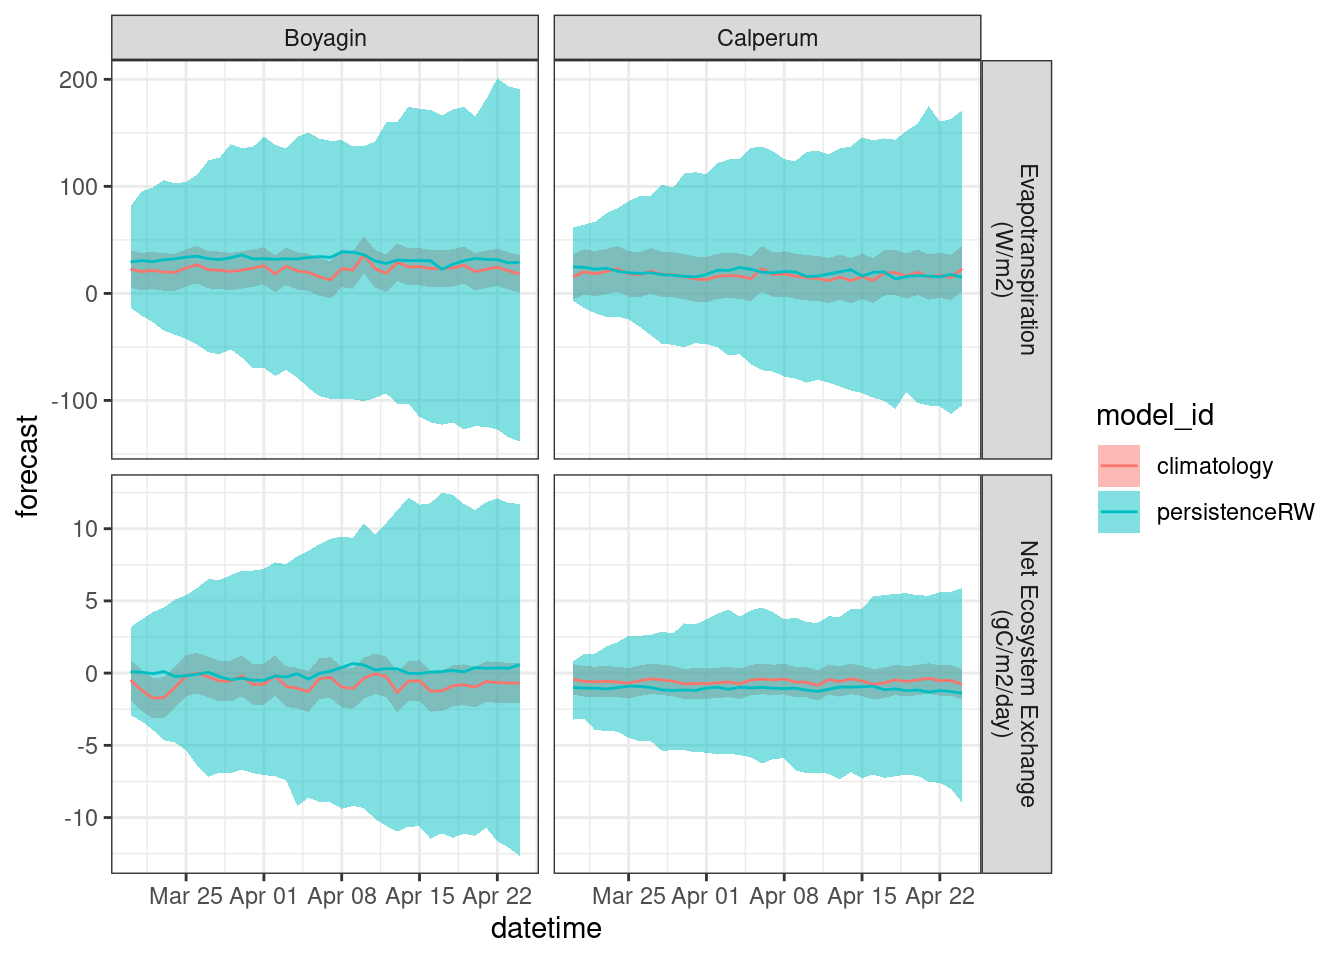 Boyagin
Calperum
200
100
0
-100
Evapotranspiration
(W/m2)
10
5
0
-5
-10
Net Ecosystem Exchange
(gC/m2/day)
forecast
Mar 25 Apr 01 Apr 08 Apr 15 Apr 22
Mar 25 Apr 01 Apr 08 Apr 15 Apr 22
datetime
model_id
climatology
persistenceRW